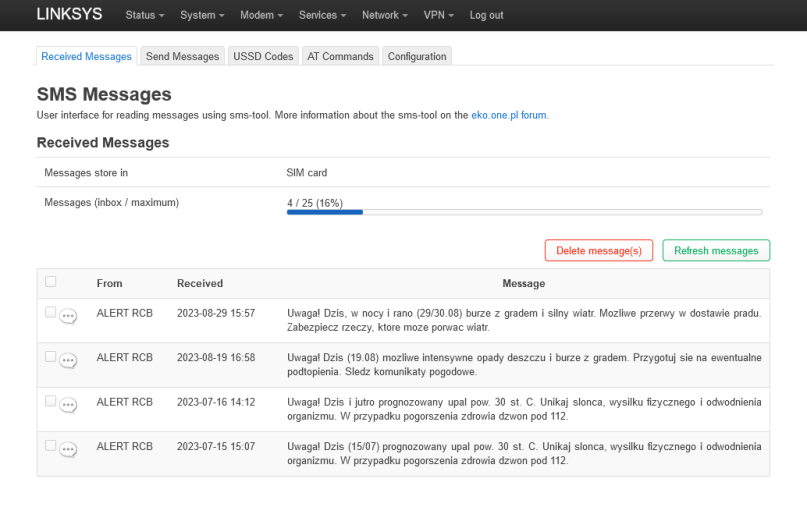 LINKSYS Status System Modem Services Network VPN Log out
Received Messages Send Messages USSD Codes AT Commands Configuration
SMS Messages
User interface for reading messages using sms-tool. More information about the sms-tool on the eko.one.pl forum.
Received Messages
Messages store in SIM card
Messages (inbox / maximum) 4 / 25 (16%)
Delete message(s) Refresh messages
From Received Message
ALERT RCB 2023-08-29 15:57 Uwaga! Dzis, w nocy i rano (29/30.08) burze z gradem i silny wiatr. Mozliwe przerwy w dostawie pradu.
Zabezpiecz rzeczy, ktore moze porwac wiatr.
ALERT RCB 2023-08-19 16:58 Uwaga! Dzis (19.08) mozliwe intensywne opady deszczu i burze z gradem. Przygotuj sie na ewentualne
podtopienia. Sledz komunikaty pogodowe.
ALERT RCB 2023-07-16 14:12 Uwaga! Dzis i jutro prognozowany upal pow. 30 st. C. Unikaj slonca, wysilku fizycznego i odwodnienia
organizmu. W przypadku pogorszenia zdrowia dzwon pod 112.
ALERT RCB 2023-07-15 15:07 Uwaga! Dzis (15/07) prognozowany upal pow. 30 st. C. Unikaj slonca, wysilku fizycznego i odwodnienia
organizmu. W przypadku pogorszenia zdrowia dzwon pod 112.